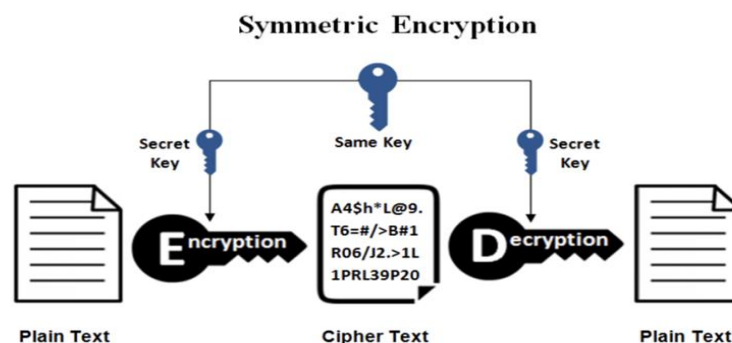 Symmetric Encryption
Secret
Key
Same Key
Secret
Key
Encryption
A4$h*L@9.
T6=#/>B#1
R06/J2.>1L
1PRL39P20
Decryption
Plain Text
Cipher Text
Plain Text